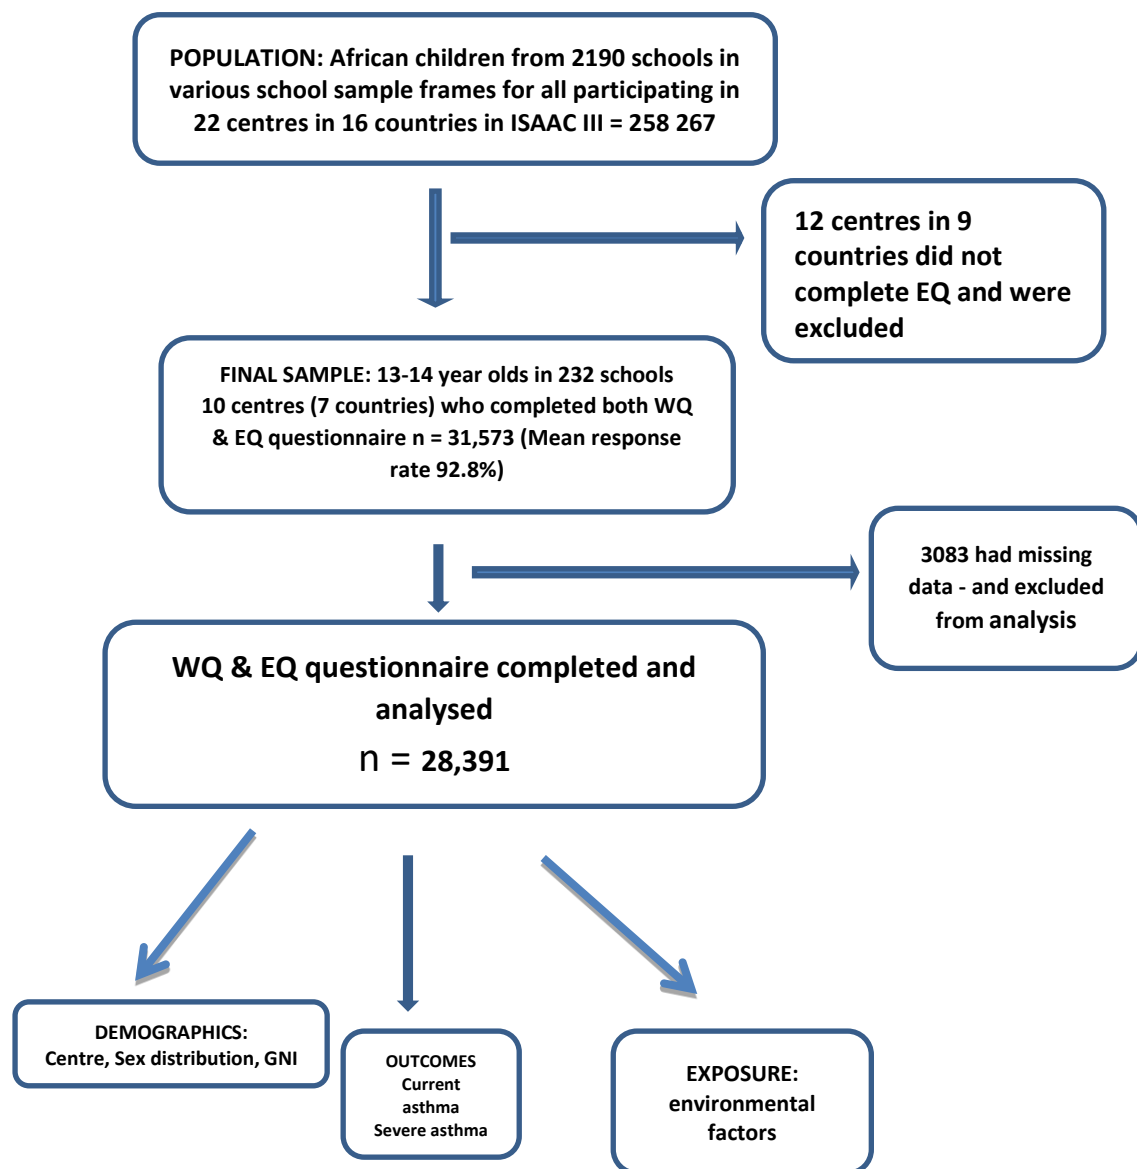 POPULATION: African children from 2190 schools in
various school sample frames for all participating in
22 centres in 16 countries in ISAAC III = 258 267
12 centres in 9
countries did not
complete EQ and were
excluded
FINAL SAMPLE: 13-14 year olds in 232 schools
10 centres (7 countries) who completed both WQ
& EQ questionnaire n = 31,573 (Mean response
rate 92.8%)
3083 had missing
data - and excluded
from analysis
WQ & EQ questionnaire completed and
analysed
n = 28,391
DEMOGRAPHICS:
Centre, Sex distribution, GNI
OUTCOMES
Current
asthma
Severe asthma
EXPOSURE:
environmental
factors